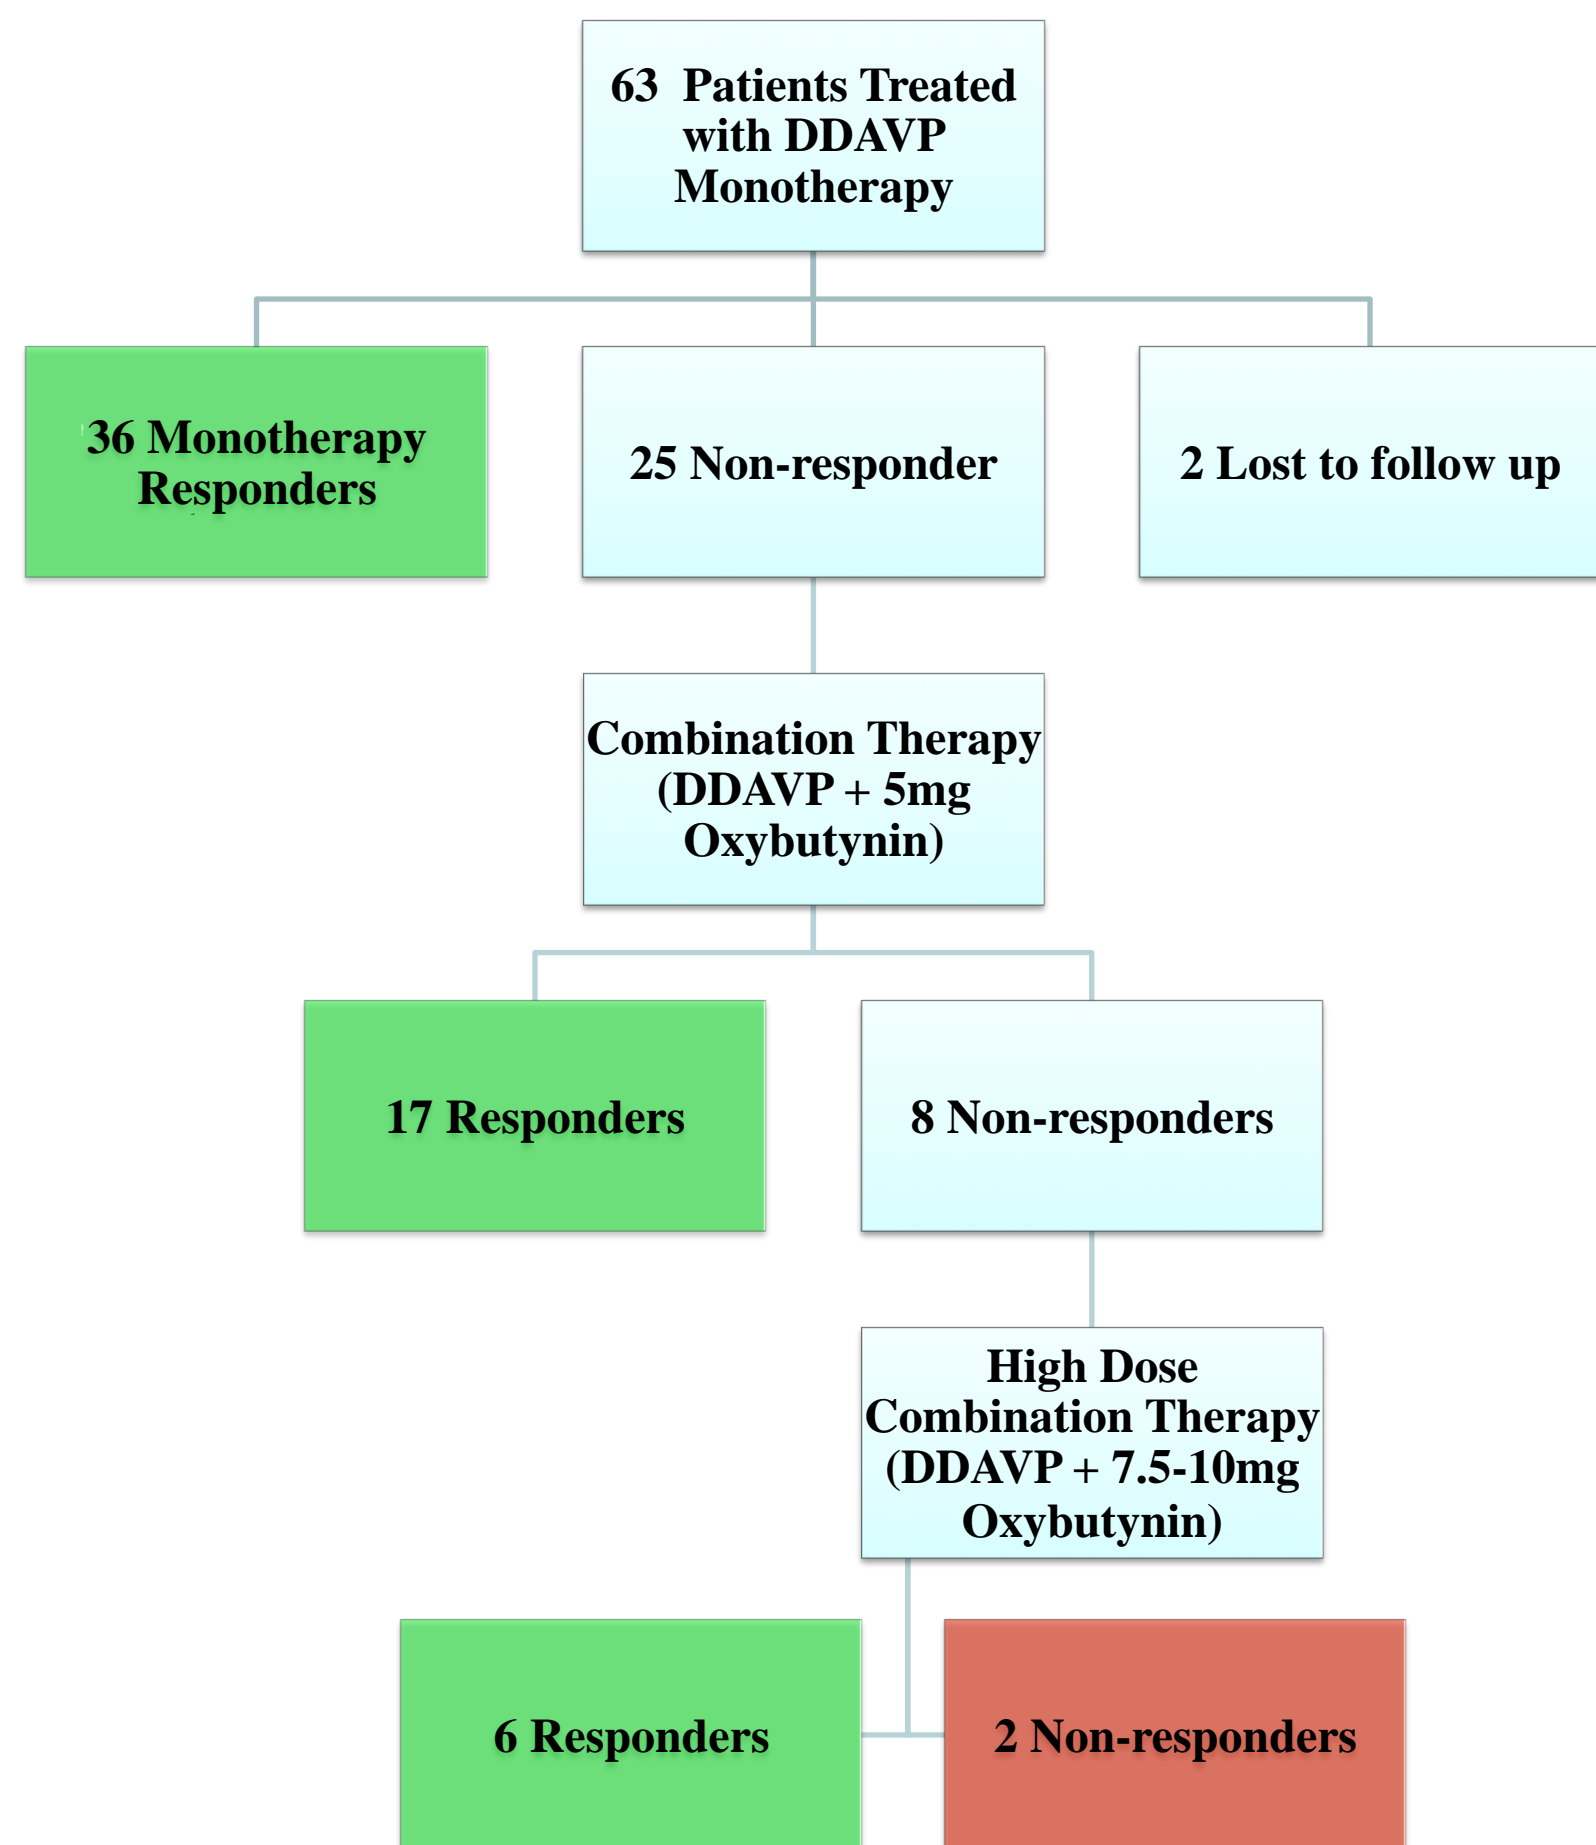 63 Patients Treated
with DDAVP
Monotherapy
36 Monotherapy
Responders
25 Non-responder
2 Lost to follow up
Combination Therapy
(DDAVP + 5mg
Oxybutynin)
17 Responders
8 Non-responders
High Dose
Combination Therapy
(DDAVP + 7.5-10mg
Oxybutynin)
6 Responders
2 Non-responders